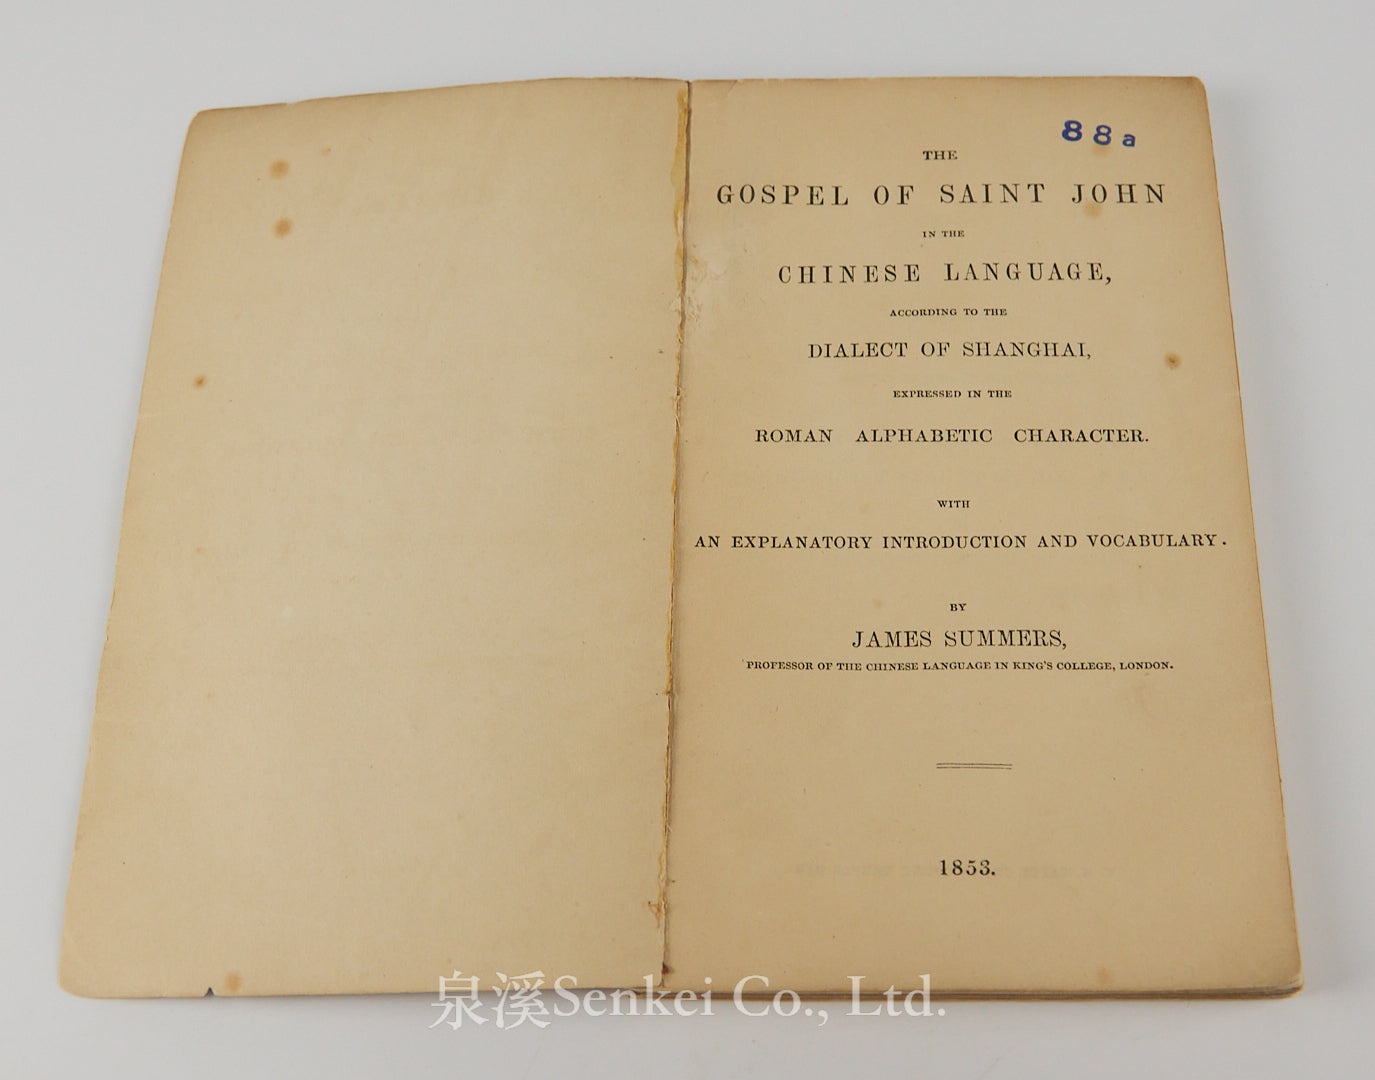 88a
THE
GOSPEL OF SAINT JOHN
IN THE
CHINESE LANGUAGE,
ACCORDING TO THE
DIALECT OF SHANGHAI,
EXPRESSED IN THE
ROMAN ALPHABETIC CHARACTER.
WITH
AN EXPLANATORY INTRODUCTION AND VOCABULARY.
BY
JAMES SUMMERS,
PROFESSOR OF THE CHINESE LANGUAGE IN KING'S COLLEGE, LONDON.
1853.
泉溪Senkei Co., Ltd.